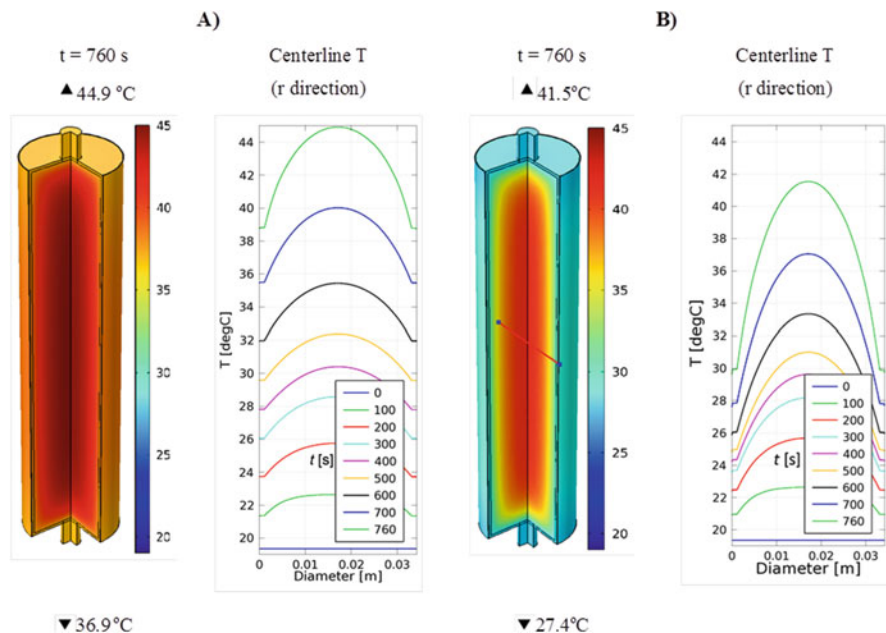 A)
t = 760 s
▲ 44.9 °C
45
40
35
30
25
20
▼ 36.9 °C
Centerline T
(r direction)
44
42
40
38
36
34
32
30
28
26
24
22
20
T [degC]
0
100
200
300
400
500
600
700
760
t [s]
0 0.01 0.02 0.03
Diameter [m]
B)
t = 760 s
▲ 41.5°C
45
40
35
30
25
20
▼ 27.4°C
Centerline T
(r direction)
44
42
40
38
36
34
32
30
28
26
24
22
20
T [degC]
0
100
200
300
400
500
600
700
760
t [s]
0 0.01 0.02 0.03
Diameter [m]